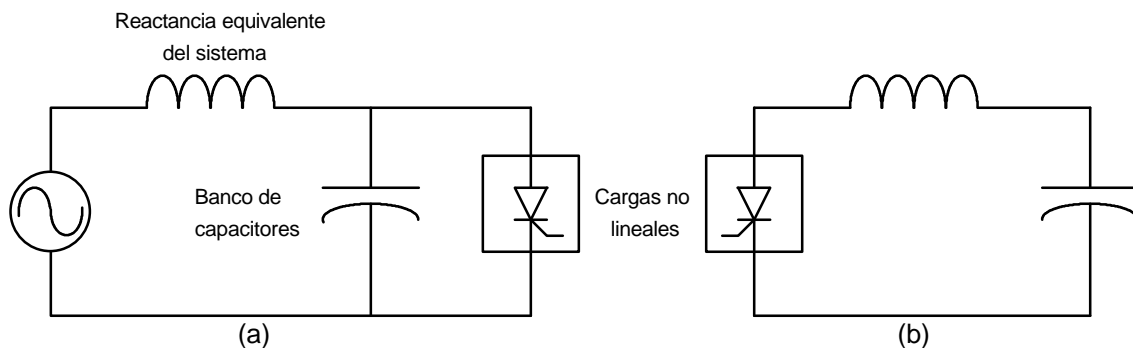 Reactancia equivalente
del sistema
Banco de
capacitores
Cargas no
lineales
(a)
(b)